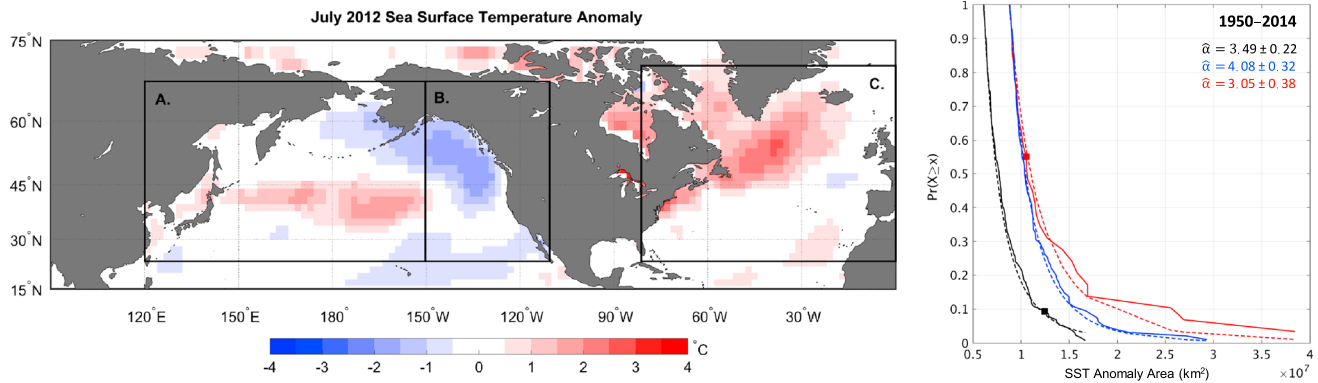 July 2012 Sea Surface Temperature Anomaly
75°N
60°N
45°N
30°N
15°N
A.
B.
C.
120°E 150°E 180°W 150°W 120°W 90°W 60°W 30°W
-4 -3 -2 -1 0 1 2 3 4 °C
1950–2014
α̂ = 3.49 ± 0.22
α̂ = 4.08 ± 0.32
α̂ = 3.05 ± 0.38
Pr(X≥x)
1
0.9
0.8
0.7
0.6
0.5
0.4
0.3
0.2
0.1
0
0.5 1 1.5 2 2.5 3 3.5 4
×10⁷
SST Anomaly Area (km²)